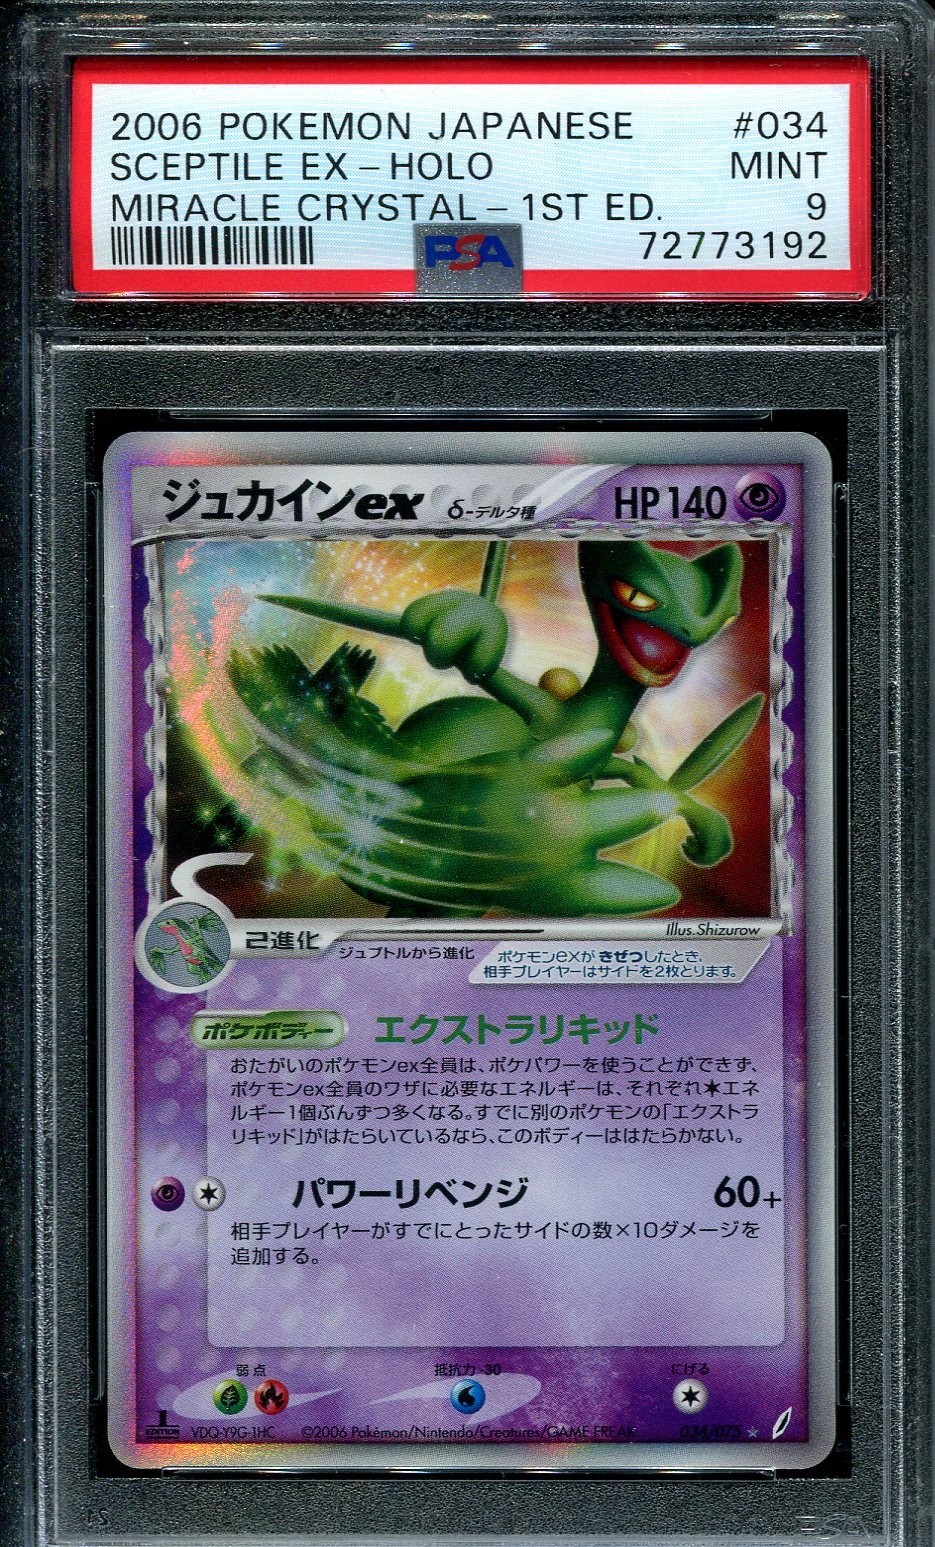 2006 POKEMON JAPANESE #034
SCEPTILE EX – HOLO MINT
MIRACLE CRYSTAL – 1ST ED. 9
PSA 72773192
ジュカインex δ-デルタ種 HP 140
Illus.Shizurow
2進化 ジュプトルから進化
ポケモンexが きぜつしたとき、
相手プレイヤーはサイドを2枚とります。
ポケボディー エクストラリキッド
おたがいのポケモンex全員は、ポケパワーを使うことができず、
ポケモンex全員のワザに必要なエネルギーは、それぞれ★エネ
ルギー1個ぶんずつ多くなる。すでに別のポケモンの「エクストラ
リキッド」がはたらいているなら、このボディーははたらかない。
パワーリベンジ 60+
相手プレイヤーがすでにとったサイドの数×10ダメージを
追加する。
弱点 抵抗力 -30 にげる
1 EDITION VDQ-Y9G-1HC ©2006 Pokémon/Nintendo/Creatures/GAME FREAK 034/075 ★